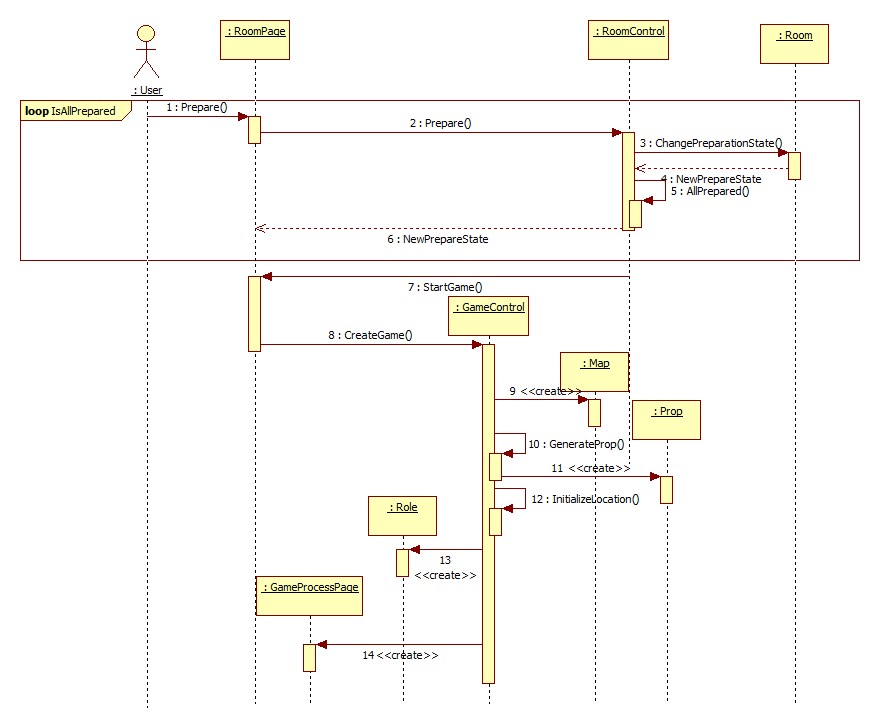 : RoomPage
: RoomControl
: Room
: User
loop IsAllPrepared
1 : Prepare()
2 : Prepare()
3 : ChangePreparationState()
4 : NewPrepareState
5 : AllPrepared()
6 : NewPrepareState
7 : StartGame()
: GameControl
8 : CreateGame()
: Map
9 <<create>>
: Prop
10 : GenerateProp()
11 <<create>>
12 : InitializeLocation()
: Role
13
<<create>>
: GameProcessPage
14 <<create>>